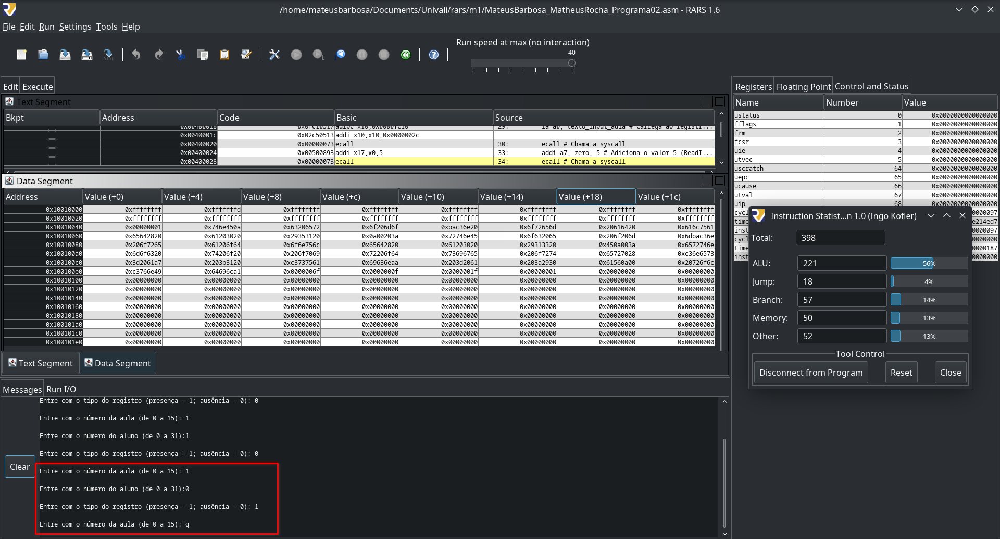 /home/mateusbarbosa/Documents/Univali/rars/m1/MateusBarbosa_MatheusRocha_Programa02.asm - RARS 1.6
File Edit Run Settings Tools Help
Run speed at max (no interaction)
40
Edit Execute
Text Segment
Bkpt Address Code Basic Source
0x00400018 0x0fc10517 auipc x10,0x0000fc10 29: la a0, texto_input_aula # Carrega ao registi...
0x0040001c 0x02c50513 addi x10,x10,0x0000002c
0x00400020 0x00000073 ecall 30: ecall # Chama a syscall
0x00400024 0x00500893 addi x17,x0,5 33: addi a7, zero, 5 # Adiciona o valor 5 (ReadI...
0x00400028 0x00000073 ecall 34: ecall # Chama a syscall
Data Segment
Address Value (+0) Value (+4) Value (+8) Value (+c) Value (+10) Value (+14) Value (+18) Value (+1c)
0x10010000 0xffffffff 0xfffffffd 0xffffffff 0xffffffff 0xffffffff 0xffffffff 0xffffffff 0xffffffff
0x10010020 0xffffffff 0xffffffff 0xffffffff 0xffffffff 0xffffffff 0xffffffff 0xffffffff 0xffffffff
0x10010040 0x00000001 0x746e450a 0x63206572 0x6f206d6f 0xbac36e20 0x6f72656d 0x20616420 0x616c7561
0x10010060 0x65642820 0x61203020 0x29353120 0x0a00203a 0x72746e45 0x6f632065 0x206f206d 0x6dbac36e
0x10010080 0x206f7265 0x61206f64 0x6f6e756c 0x65642820 0x61203020 0x29313320 0x450a003a 0x6572746e
0x100100a0 0x6d6f6320 0x74206f20 0x206f7069 0x72206f64 0x73696765 0x206f7274 0x65727028 0xc36e6573
0x100100c0 0x3d2061a7 0x203b3120 0xc3737561 0x69636eaa 0x203d2061 0x203a2930 0x61560a00 0x20726f6c
0x100100e0 0xc3766e49 0x64696ca1 0x0000006f 0x0000000f 0x0000001f 0x00000001 0x00000000 0x00000000
0x10010100 0x00000000 0x00000000 0x00000000 0x00000000 0x00000000 0x00000000 0x00000000 0x00000000
0x10010120 0x00000000 0x00000000 0x00000000 0x00000000 0x00000000 0x00000000 0x00000000 0x00000000
0x10010140 0x00000000 0x00000000 0x00000000 0x00000000 0x00000000 0x00000000 0x00000000 0x00000000
0x10010160 0x00000000 0x00000000 0x00000000 0x00000000 0x00000000 0x00000000 0x00000000 0x00000000
0x10010180 0x00000000 0x00000000 0x00000000 0x00000000 0x00000000 0x00000000 0x00000000 0x00000000
0x100101a0 0x00000000 0x00000000 0x00000000 0x00000000 0x00000000 0x00000000 0x00000000 0x00000000
0x100101c0 0x00000000 0x00000000 0x00000000 0x00000000 0x00000000 0x00000000 0x00000000 0x00000000
0x100101e0 0x00000000 0x00000000 0x00000000 0x00000000 0x00000000 0x00000000 0x00000000 0x00000000
Text Segment Data Segment
Messages Run I/O
Clear
Entre com o tipo do registro (presença = 1; ausência = 0): 0
Entre com o número da aula (de 0 a 15): 1
Entre com o número do aluno (de 0 a 31):1
Entre com o tipo do registro (presença = 1; ausência = 0): 0
Entre com o número da aula (de 0 a 15): 1
Entre com o número do aluno (de 0 a 31):0
Entre com o tipo do registro (presença = 1; ausência = 0): 1
Entre com o número da aula (de 0 a 15): q
Registers Floating Point Control and Status
Name Number Value
ustatus 0 0x0000000000000000
fflags 1 0x0000000000000000
frm 2 0x0000000000000000
fcsr 3 0x0000000000000000
uie 4 0x0000000000000000
utvec 5 0x0000000000000000
uscratch 64 0x0000000000000000
uepc 65 0x0000000000000000
ucause 66 0x0000000000000000
utval 67 0x0000000000000000
uip 68 0x0000000000000000
cycl 0000097
time e214ed7
inst 0000097
cycl 0000000
time 0000187
inst 0000000
Instruction Statist...n 1.0 (Ingo Kofler)
Total: 398
ALU: 221 56%
Jump: 18 4%
Branch: 57 14%
Memory: 50 13%
Other: 52 13%
Tool Control
Disconnect from Program Reset Close